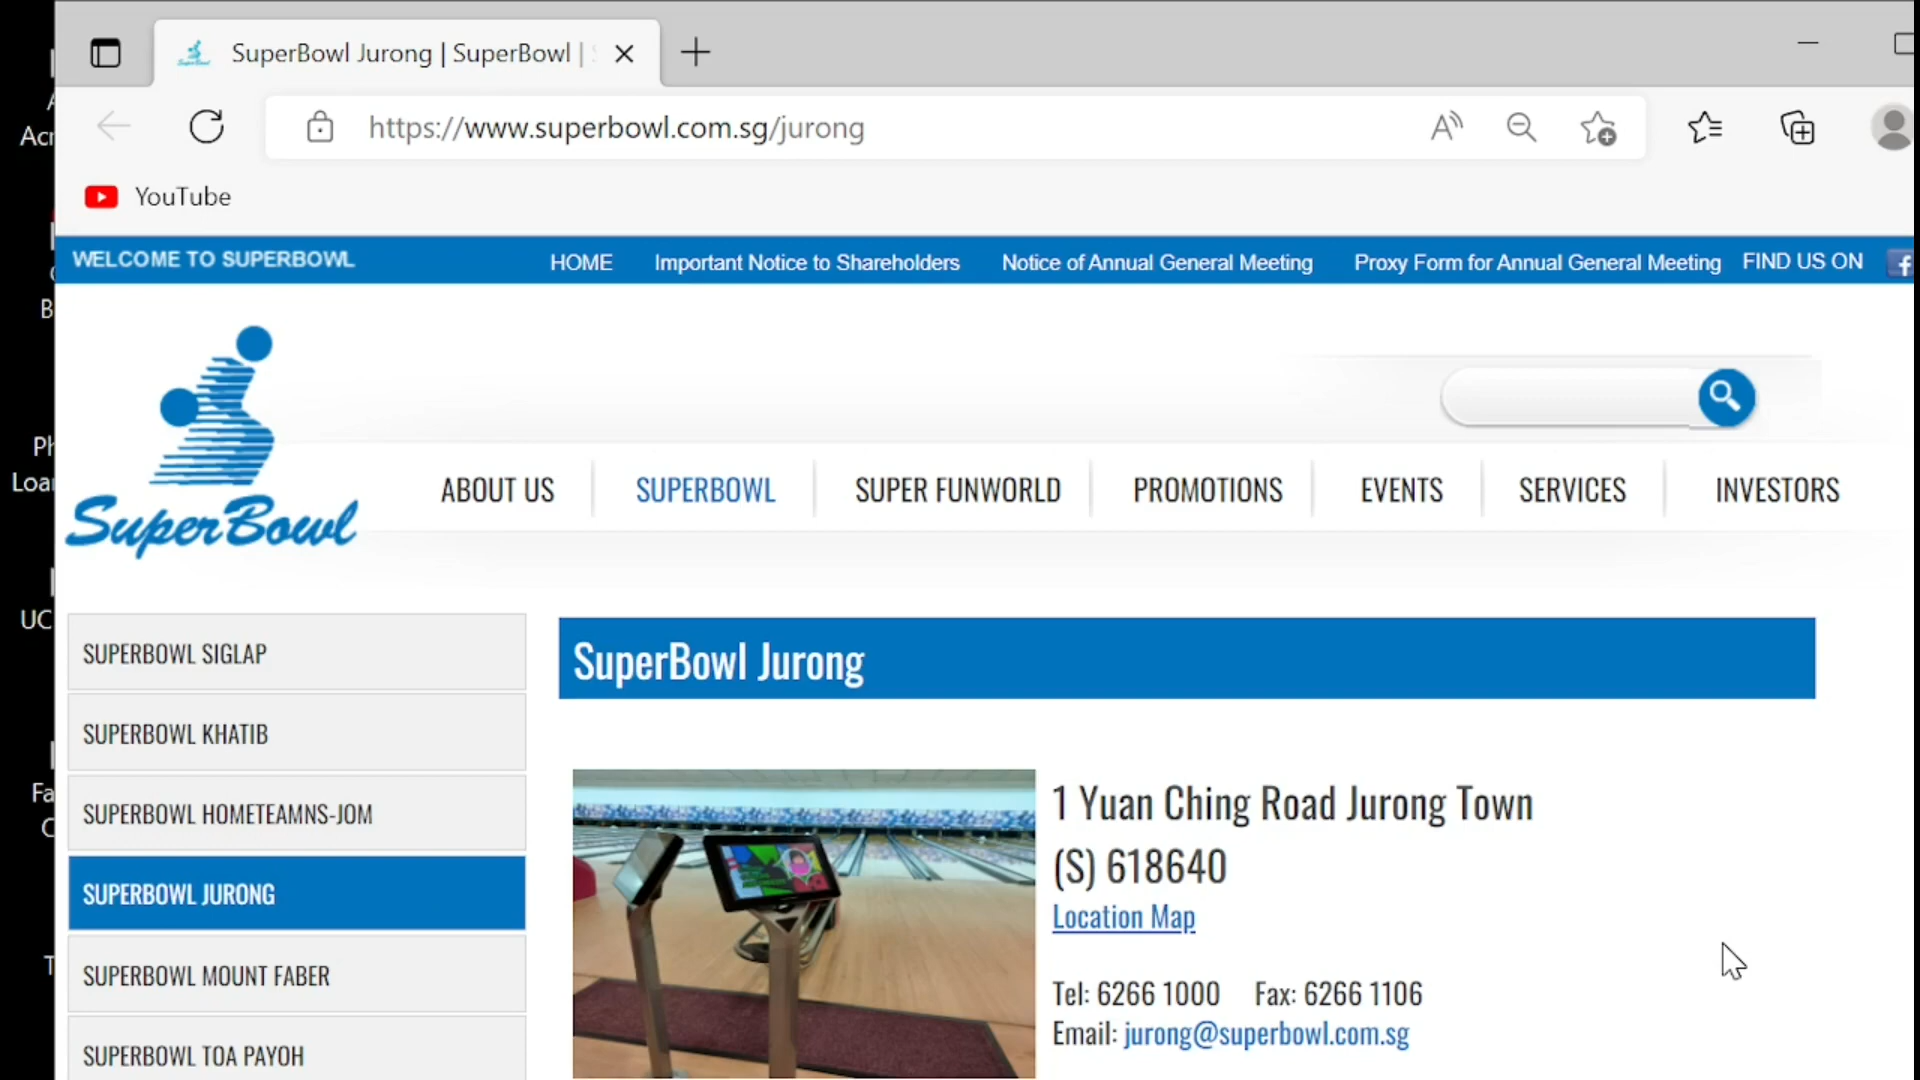 SuperBowl Jurong | SuperBowl |
https://www.superbowl.com.sg/jurong
YouTube
WELCOME TO SUPERBOWL
HOME
Important Notice to Shareholders
Notice of Annual General Meeting
Proxy Form for Annual General Meeting
FIND US ON
SuperBowl
ABOUT US
SUPERBOWL
SUPER FUNWORLD
PROMOTIONS
EVENTS
SERVICES
INVESTORS
SUPERBOWL SIGLAP
SUPERBOWL KHATIB
SUPERBOWL HOMETEAMNS-JOM
SUPERBOWL JURONG
SUPERBOWL MOUNT FABER
SUPERBOWL TOA PAYOH
SuperBowl Jurong
1 Yuan Ching Road Jurong Town
(S) 618640
Location Map
Tel: 6266 1000 Fax: 6266 1106
Email: jurong@superbowl.com.sg